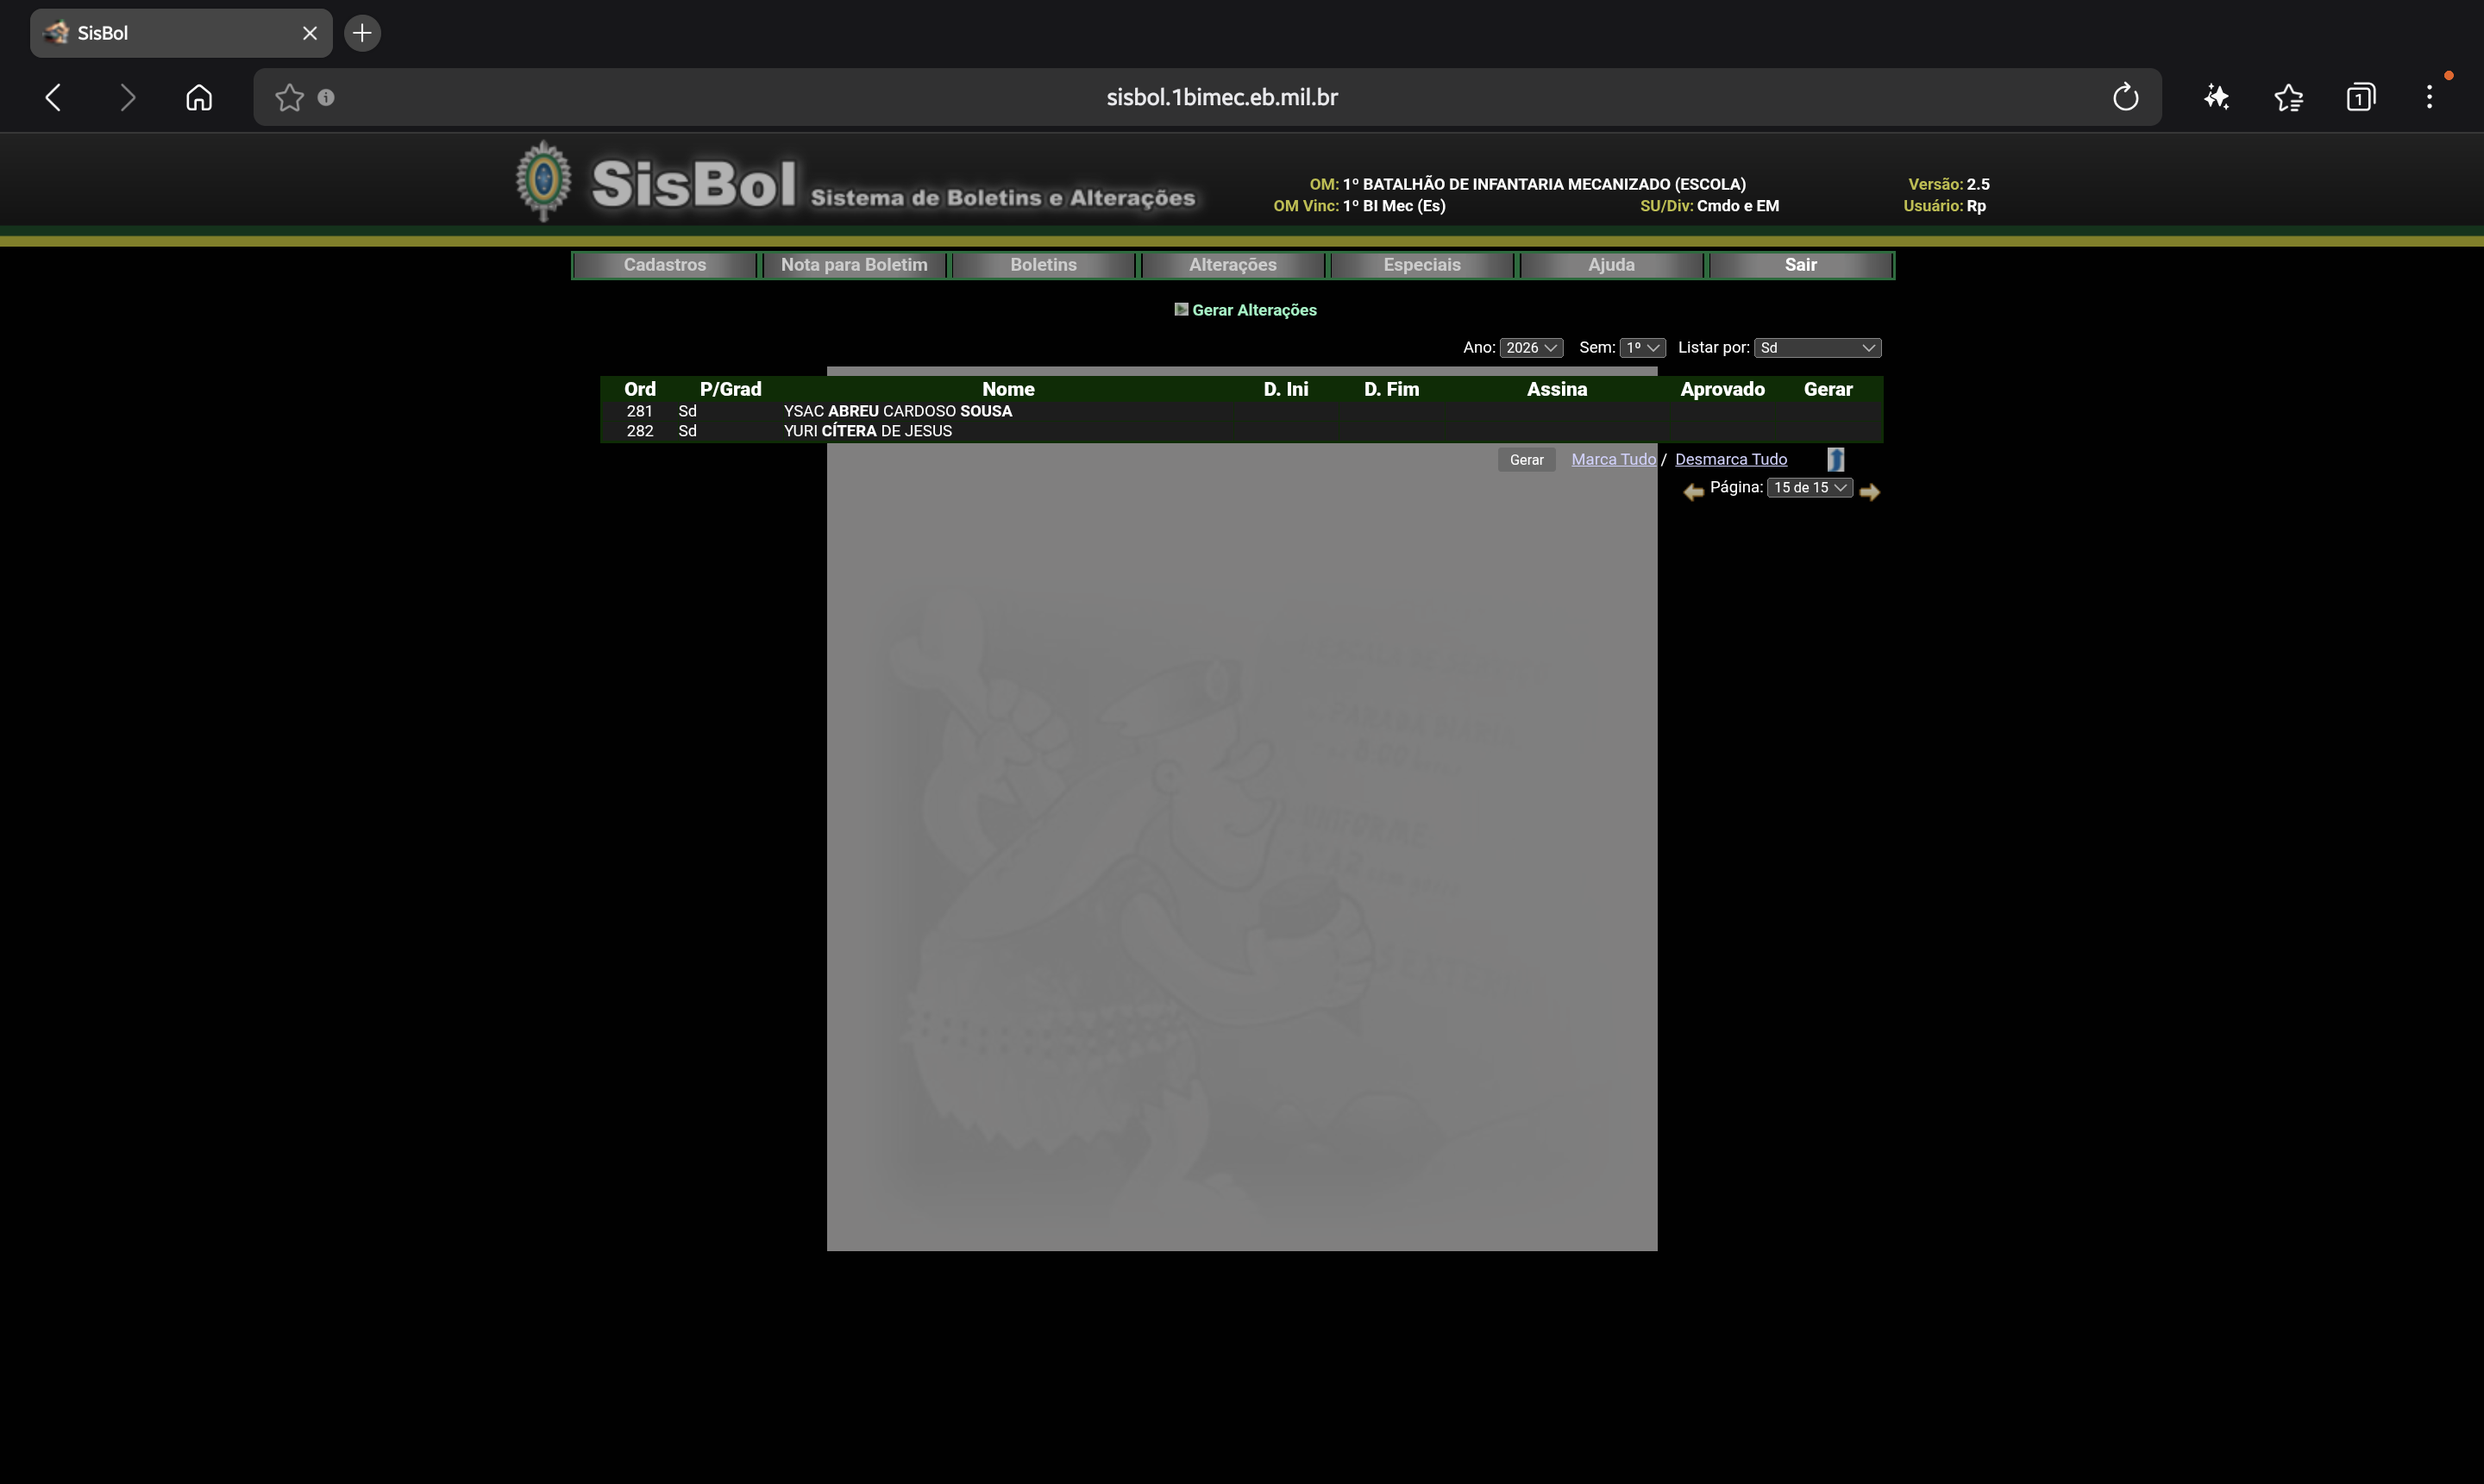 SisBol
sisbol.1bimec.eb.mil.br
1
SisBol Sistema de Boletins e Alterações
OM: 1º BATALHÃO DE INFANTARIA MECANIZADO (ESCOLA) Versão: 2.5
OM Vinc: 1º BI Mec (Es) SU/Div: Cmdo e EM Usuário: Rp
Cadastros Nota para Boletim Boletins Alterações Especiais Ajuda Sair
Gerar Alterações
Ano: 2026 Sem: 1º Listar por: Sd
Ord P/Grad Nome D. Ini D. Fim Assina Aprovado Gerar
281 Sd YSAC ABREU CARDOSO SOUSA
282 Sd YURI CÍTERA DE JESUS
Gerar Marca Tudo / Desmarca Tudo
Página: 15 de 15